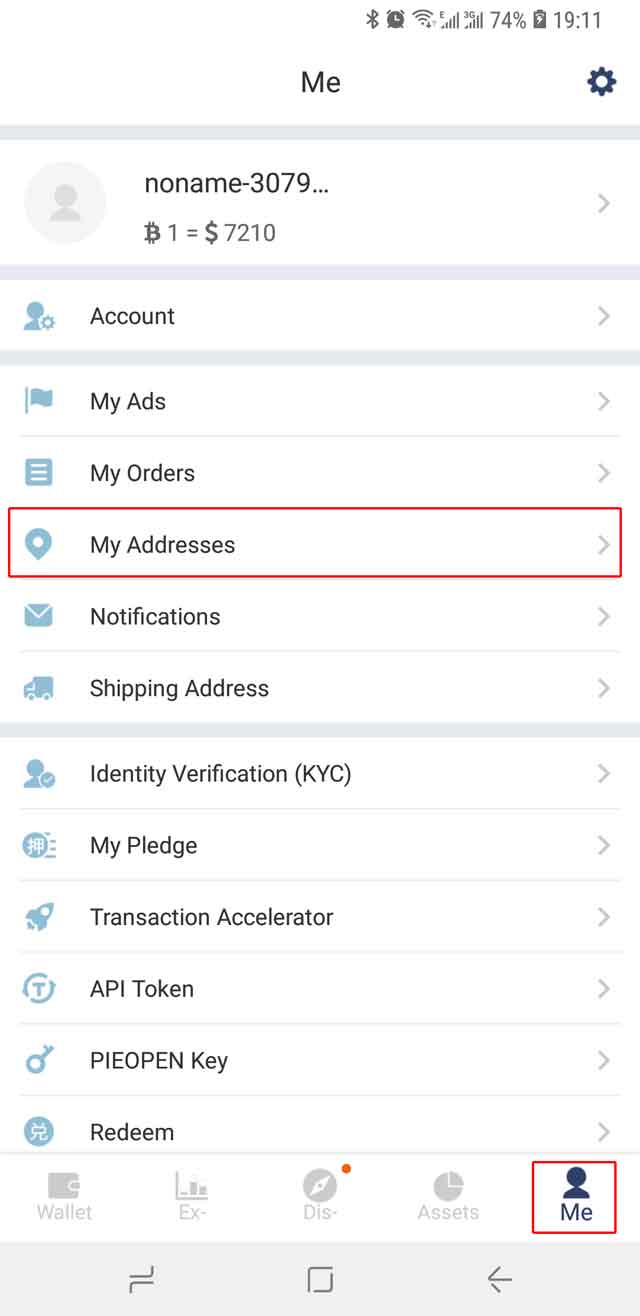 E 3G 74% 19:11
Me
noname-3079...
₿ 1 = $ 7210
Account
My Ads
My Orders
My Addresses
Notifications
Shipping Address
Identity Verification (KYC)
押 My Pledge
Transaction Accelerator
T API Token
PIEOPEN Key
兑 Redeem
Wallet Ex- Dis- Assets Me